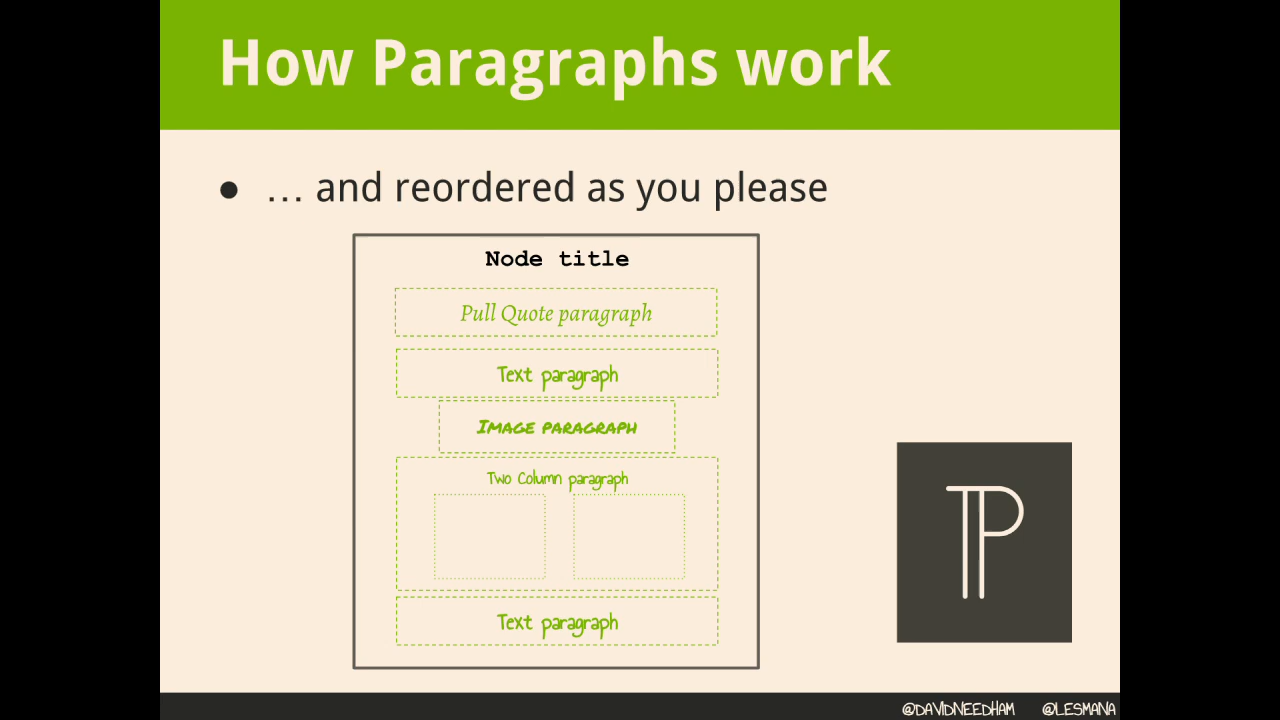 How Paragraphs work
● … and reordered as you please
Node title
Pull Quote paragraph
Text paragraph
Image paragraph
Two Column paragraph
Text paragraph
@DAVIDNEEDHAM @LESMANA